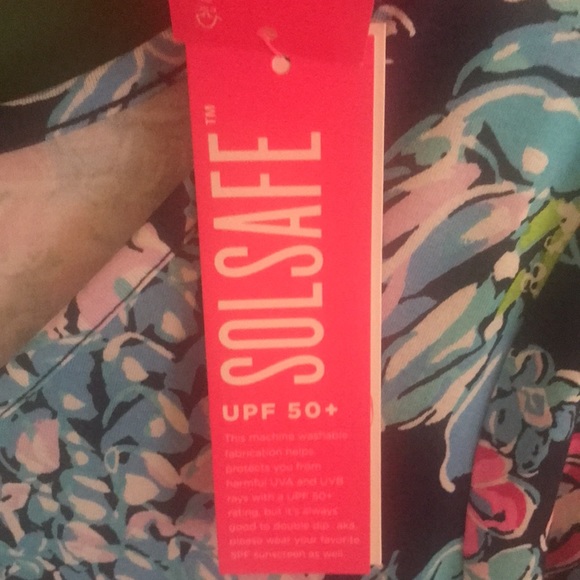 SOLSAFE™
UPF 50+
This machine washable
fabrication helps
protects you from
harmful UVA and UVB
rays with a UPF 50+
rating, but it's always
good to double dip, aka,
please wear your favorite
SPF sunscreen as well.